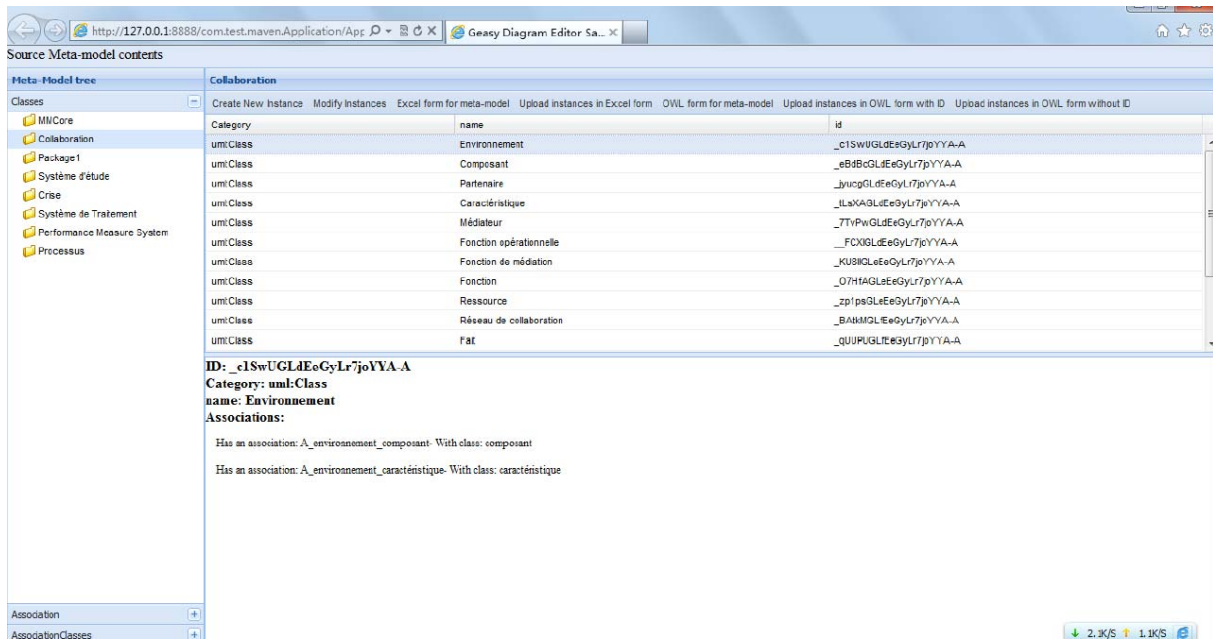 http://127.0.0.1:8888/com.test.maven.Application/App
Geasy Diagram Editor Sa...
Source Meta-model contents
Meta-Model tree
Classes
MMCore
Collaboration
Package1
Système d'étude
Crise
Système de Traitement
Performance Measure System
Processus
Association
AssociationClasses
Collaboration
Create New Instance Modify Instances Excel form for meta-model Upload instances in Excel form OWL form for meta-model Upload instances in OWL form with ID Upload instances in OWL form without ID
Category name id
uml:Class Environnement _c1SwUGLdEeGyLr7joYYA-A
uml:Class Composant _eBdBcGLdEeGyLr7joYYA-A
uml:Class Partenaire _jyucgGLdEeGyLr7joYYA-A
uml:Class Caractéristique _tLsXAGLdEeGyLr7joYYA-A
uml:Class Médiateur _7TvPwGLdEeGyLr7joYYA-A
uml:Class Fonction opérationnelle
uml:Class Fonction de médiation
uml:Class Fonction _O7HfAGLeEeGyLr7joYYA-A
uml:Class Ressource _zp1psGLeEeGyLr7joYYA-A
uml:Class Réseau de collaboration
uml:Class Fait
ID: _c1SwUGLdEeGyLr7joYYA-A
Category: uml:Class
name: Environnement
Associations:
Has an association: A_environnement_composant- With class: composant
Has an association: A_environnement_caractéristique- With class: caractéristique
2.1K/S 1.1K/S